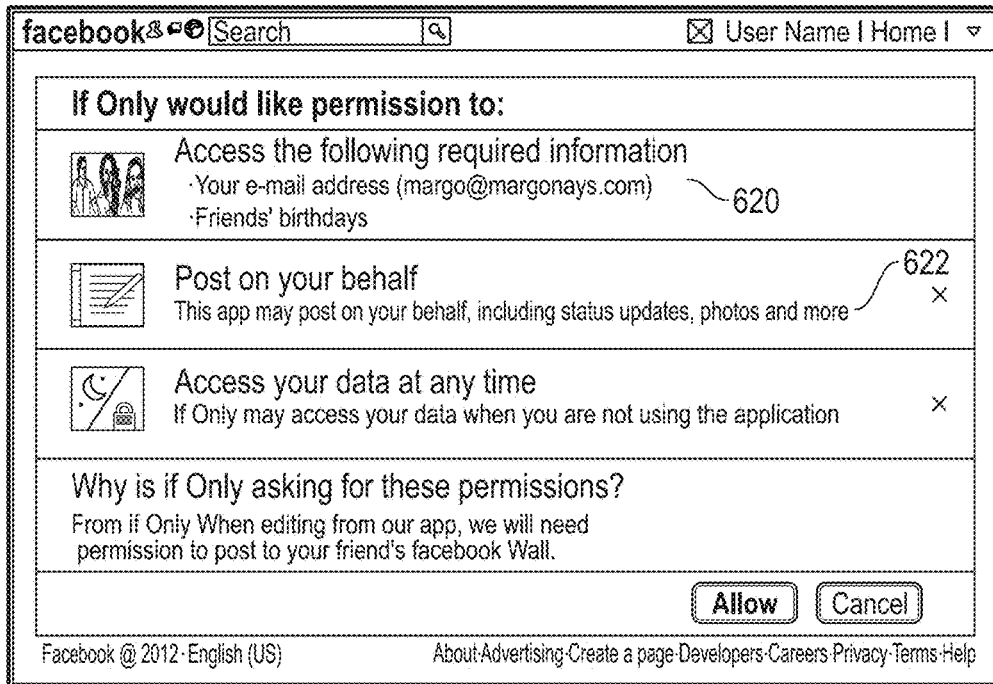 facebook Search User Name | Home |
If Only would like permission to:
Access the following required information
·Your e-mail address (margo@margonays.com)
·Friends' birthdays
620
622
Post on your behalf
This app may post on your behalf, including status updates, photos and more
Access your data at any time
If Only may access your data when you are not using the application
Why is if Only asking for these permissions?
From if Only When editing from our app, we will need
permission to post to your friend's facebook Wall.
Allow Cancel
Facebook @ 2012·English (US) About·Advertising·Create a page·Developers·Careers·Privacy·Terms·Help